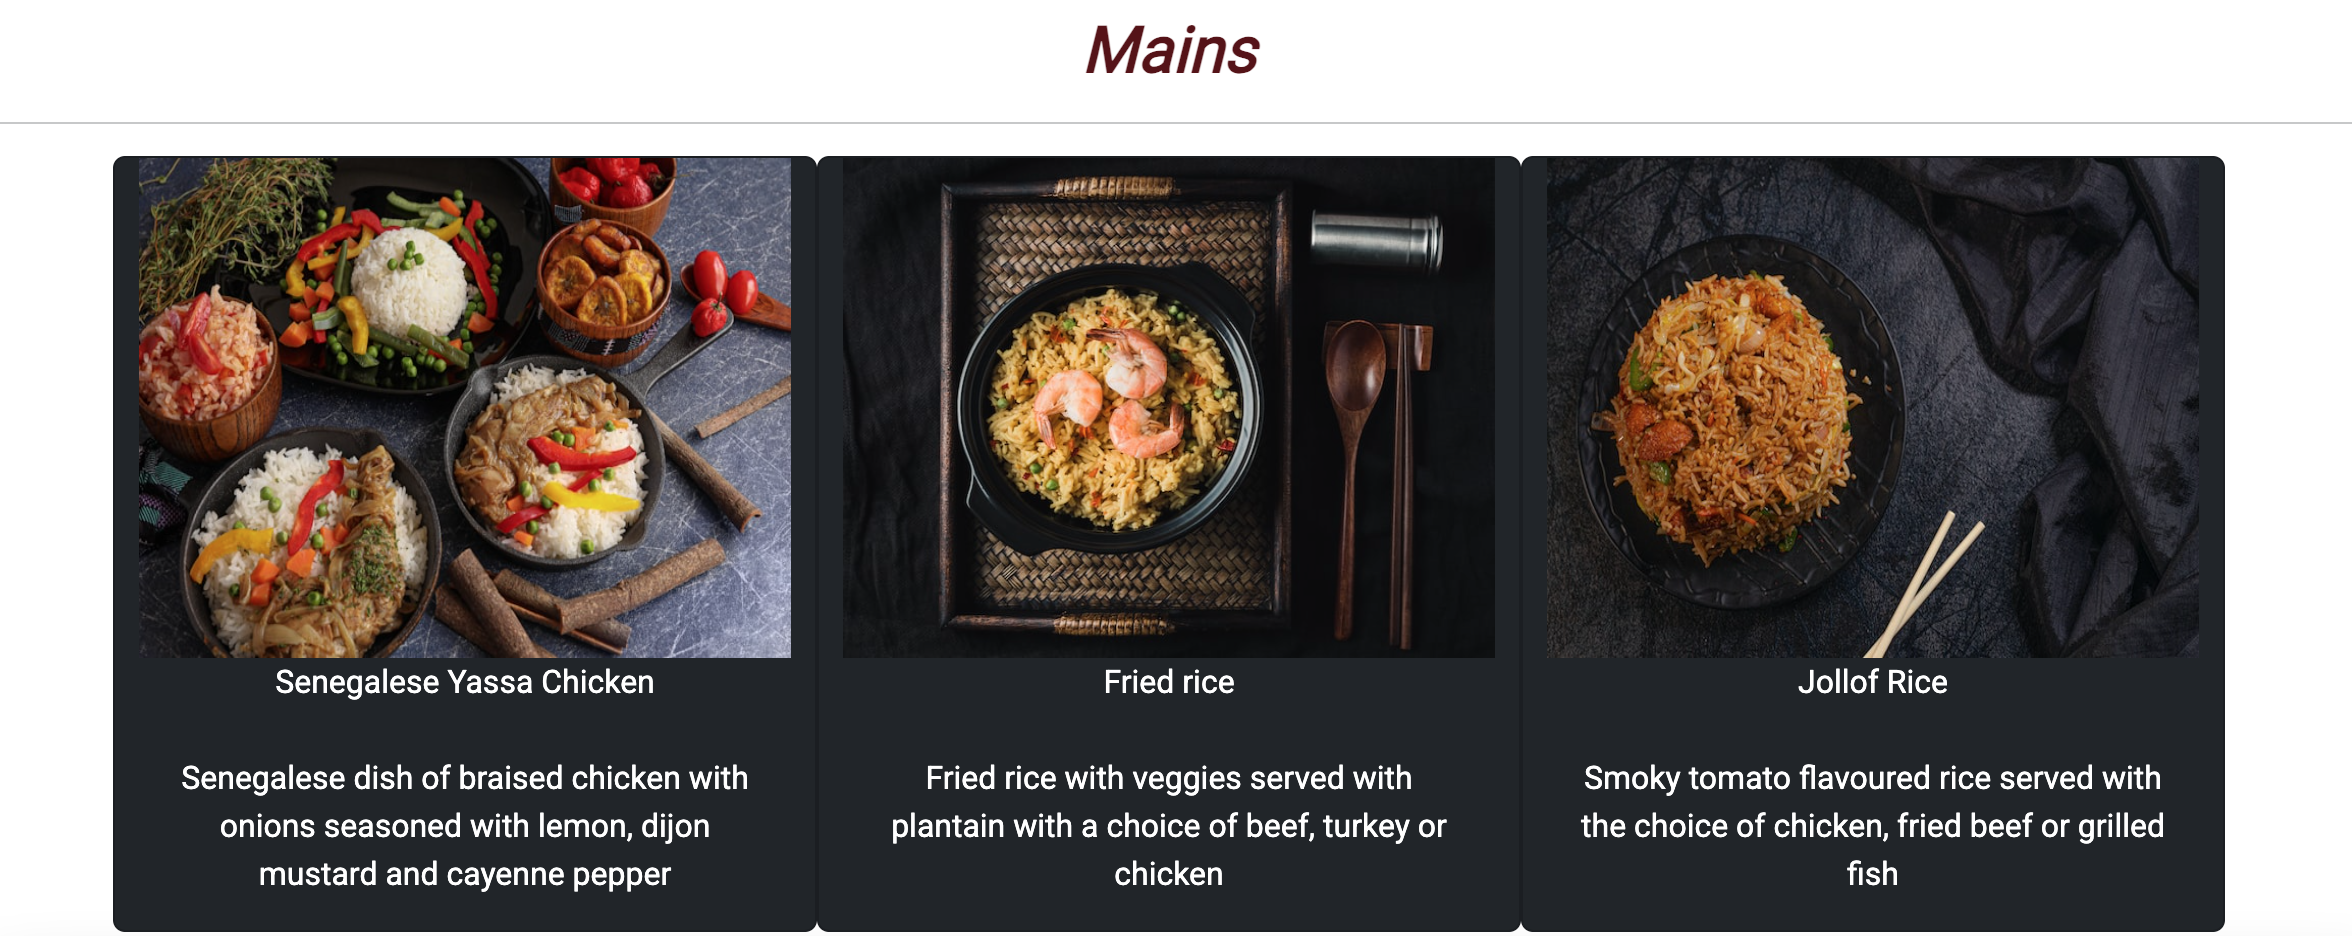 Mains
Senegalese Yassa Chicken
Senegalese dish of braised chicken with
onions seasoned with lemon, dijon
mustard and cayenne pepper
Fried rice
Fried rice with veggies served with
plantain with a choice of beef, turkey or
chicken
Jollof Rice
Smoky tomato flavoured rice served with
the choice of chicken, fried beef or grilled
fish